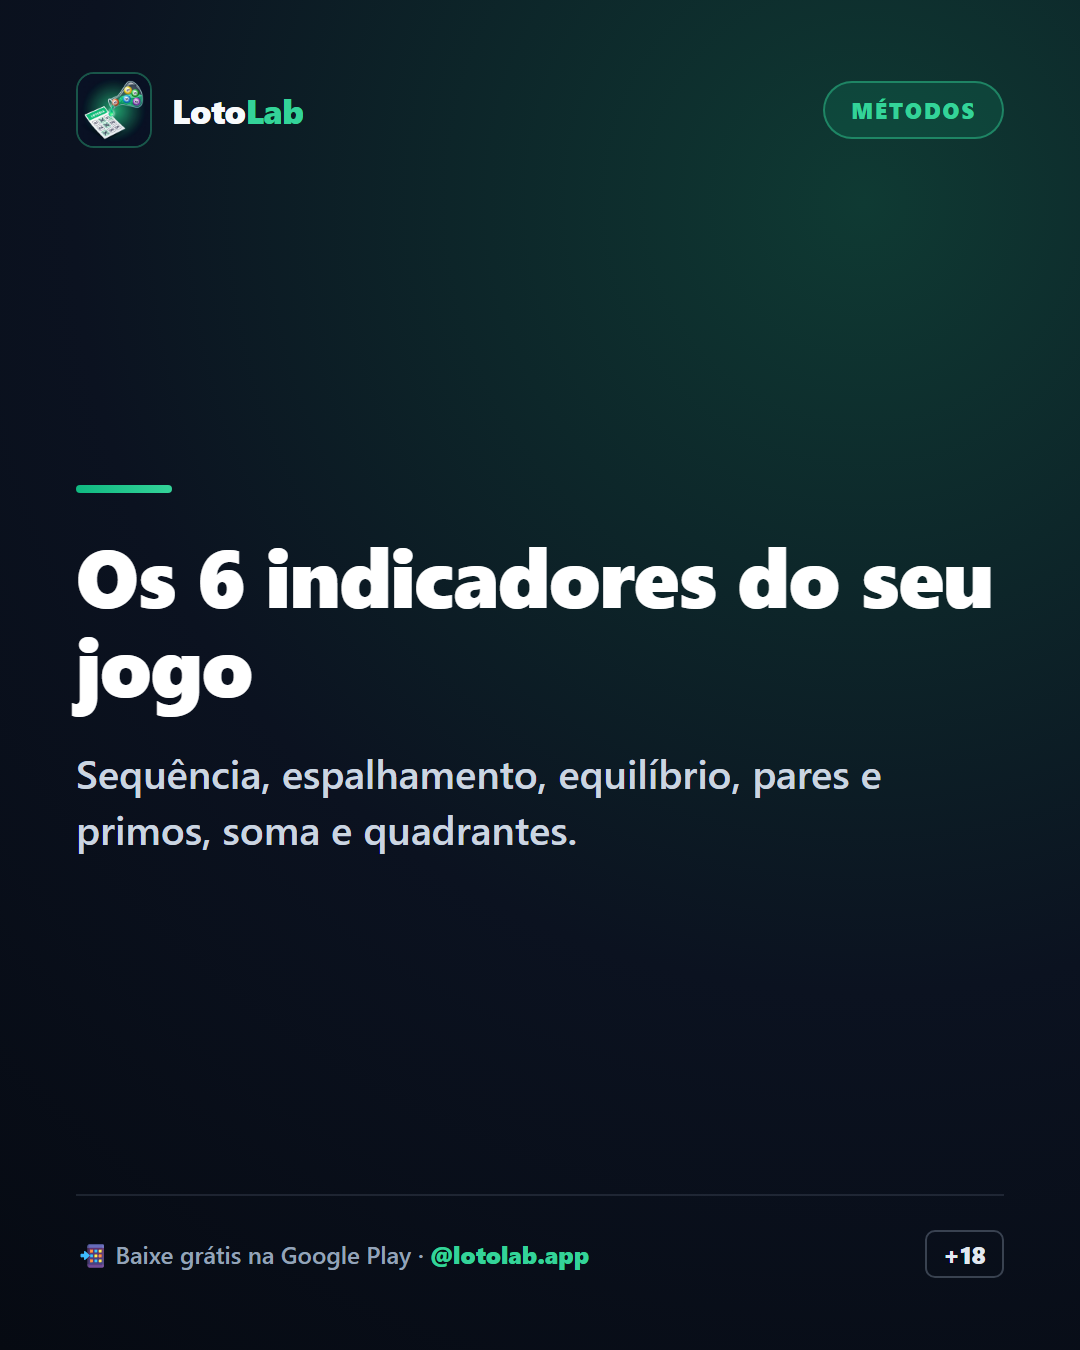 LotoLab
MÉTODOS
Os 6 indicadores do seu
jogo
Sequência, espalhamento, equilíbrio, pares e
primos, soma e quadrantes.
Baixe grátis na Google Play · @lotolab.app
+18